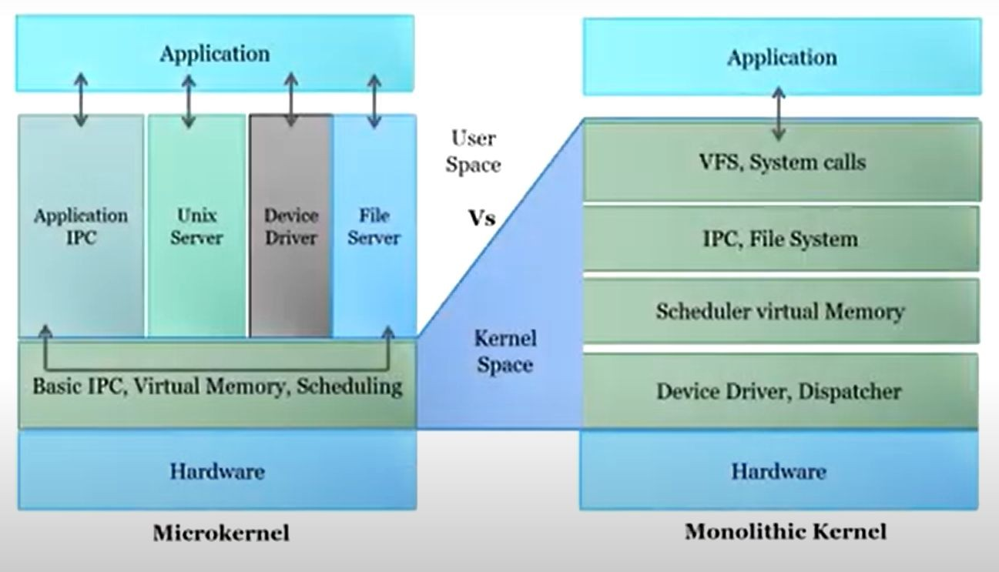 Application
Application
IPC
Unix
Server
Device
Driver
File
Server
Basic IPC, Virtual Memory, Scheduling
Hardware
Microkernel
User
Space
Vs
Kernel
Space
Application
VFS, System calls
IPC, File System
Scheduler virtual Memory
Device Driver, Dispatcher
Hardware
Monolithic Kernel